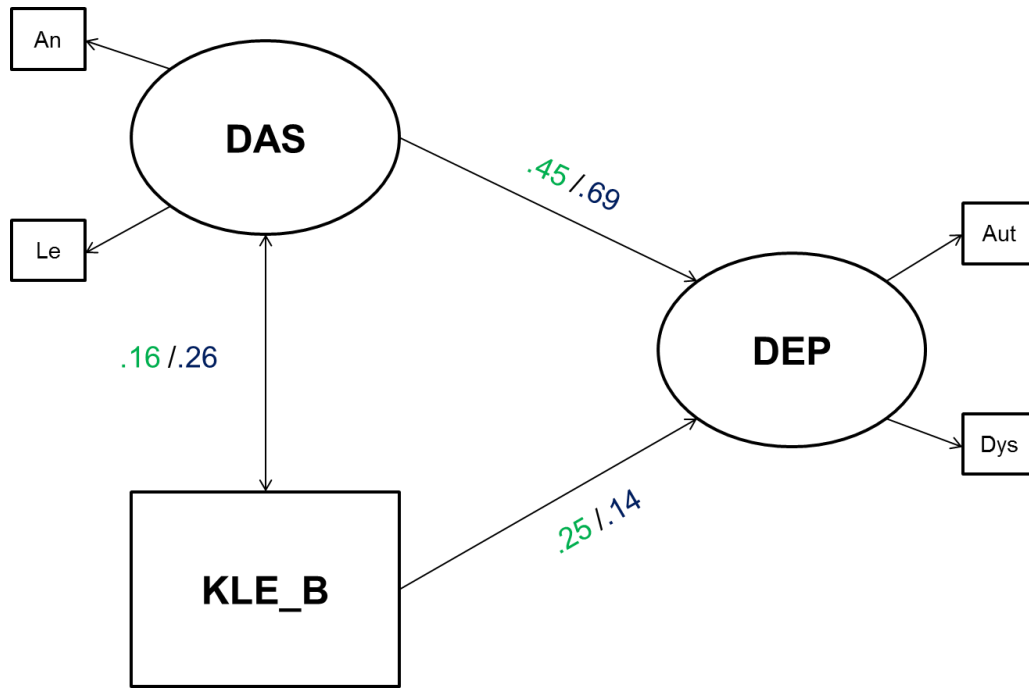 An
DAS
.45 /.69
Le
Aut
.16 /.26
DEP
Dys
.25 /.14
KLE_B